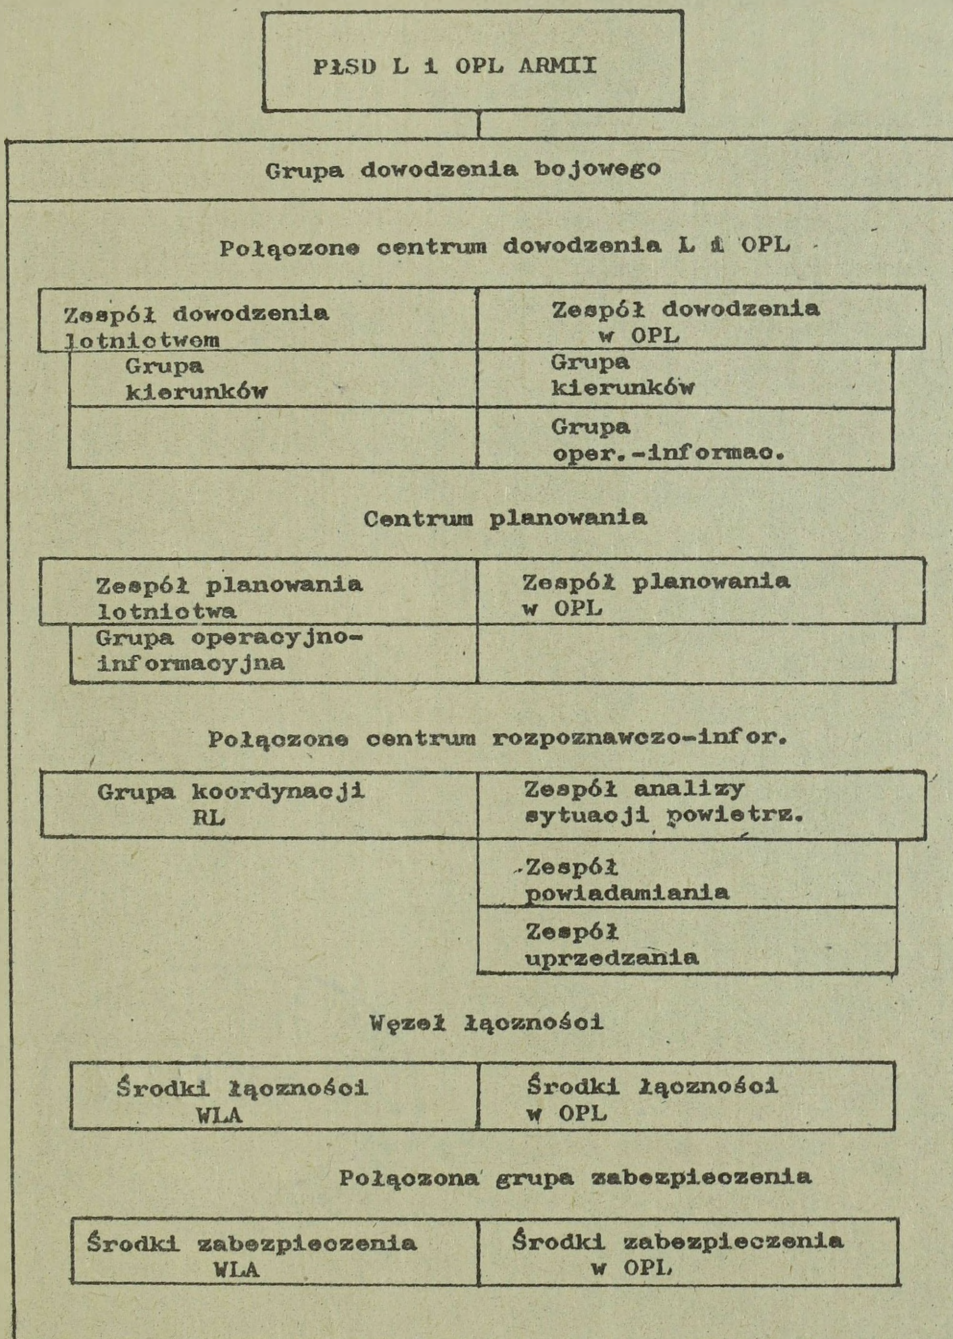 PŁSD L i OPL ARMII
Grupa dowodzenia bojowego
Połączone centrum dowodzenia L i OPL
Zespół dowodzenia
lotnictwem
Zespół dowodzenia
w OPL
Grupa
kierunków
Grupa
kierunków
Grupa
oper.-informac.
Centrum planowania
Zespół planowania
lotnictwa
Zespół planowania
w OPL
Grupa operacyjno-
informacyjna
Połączone centrum rozpoznawczo-infor.
Grupa koordynacji
RL
Zespół analizy
sytuacji powietrz.
Zespół
powiadamiania
Zespół
uprzedzania
Węzeł łączności
Środki łączności
WLA
Środki łączności
w OPL
Połączona grupa zabezpieczenia
Środki zabezpieczenia
WLA
Środki zabezpieczenia
w OPL